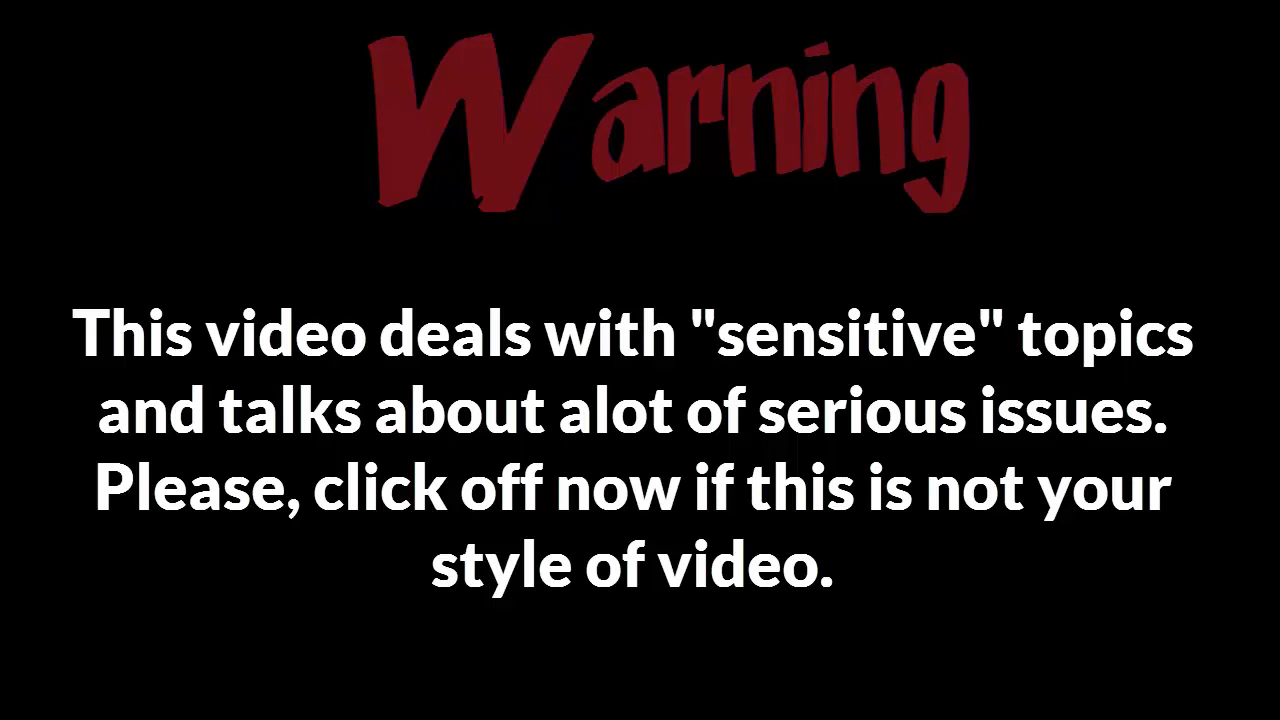 Warning
This video deals with "sensitive" topics
and talks about alot of serious issues.
Please, click off now if this is not your
style of video.